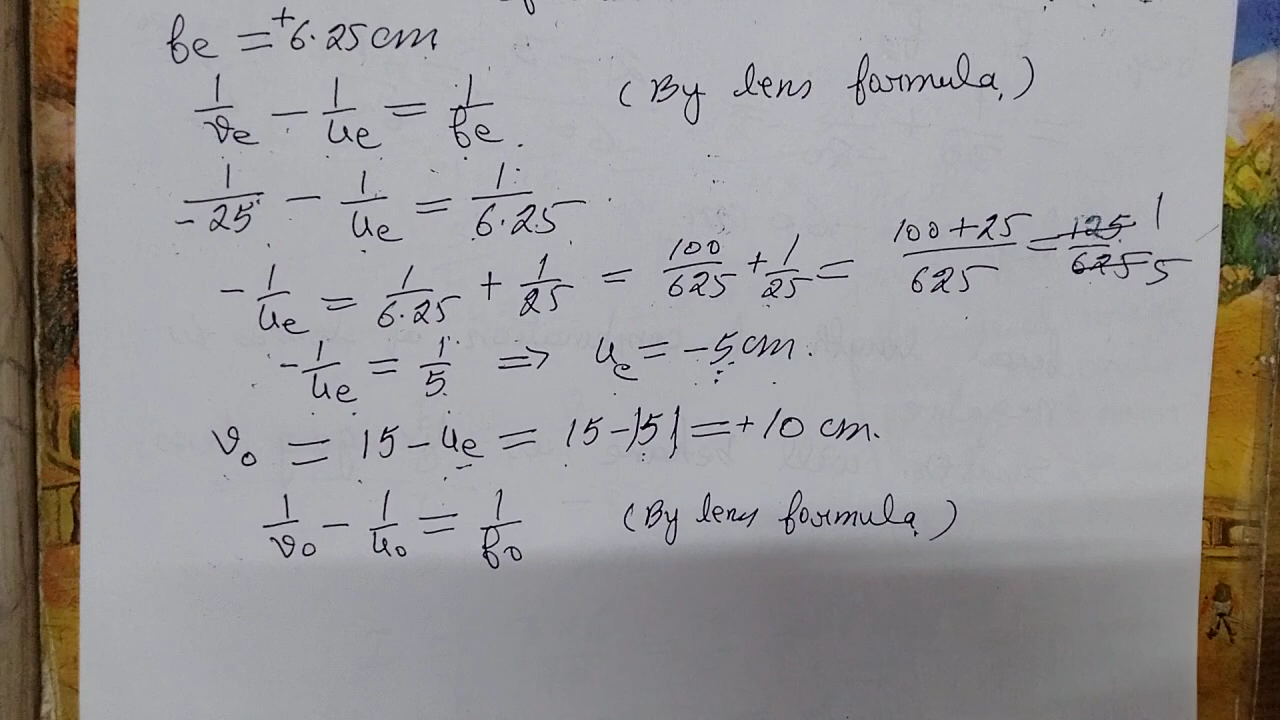 fe = +6.25 cm
1/ve - 1/ue = 1/fe. (By lens formula,)
1/-25 - 1/ue = 1/6.25
-1/ue = 1/6.25 + 1/25 = 100/625 + 1/25 = 100+25/625 = 125/625 1/5
-1/ue = 1/5 => ue = -5 cm.
vo = 15 - ue = 15-|5| = +10 cm.
1/vo - 1/uo = 1/fo (By lens formula,)